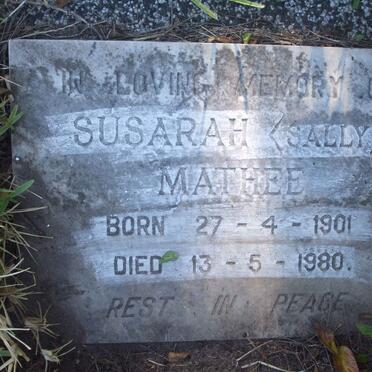 IN LOVING MEMORY O
SUSARAH (SALLY
MATHEE
BORN 27 - 4 - 1901
DIED 13 - 5 - 1980.
REST IN PEACE